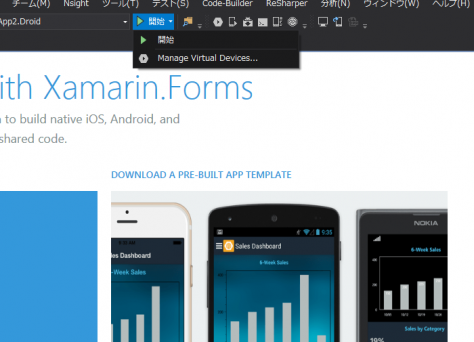 チーム(M) Nsight ツール(T) テスト(S) Code-Builder ReSharper 分析(N) ウィンドウ(W) ヘルプ(H)
App2.Droid 開始
開始
Manage Virtual Devices...
ith Xamarin.Forms
to build native iOS, Android, and
shared code.
DOWNLOAD A PRE-BUILT APP TEMPLATE
NOKIA
9:35
Sales Dashboard
Sales Dashboard
6-Week Sales
6-Week Sales
6-Week Sales
Sales by Category
19%